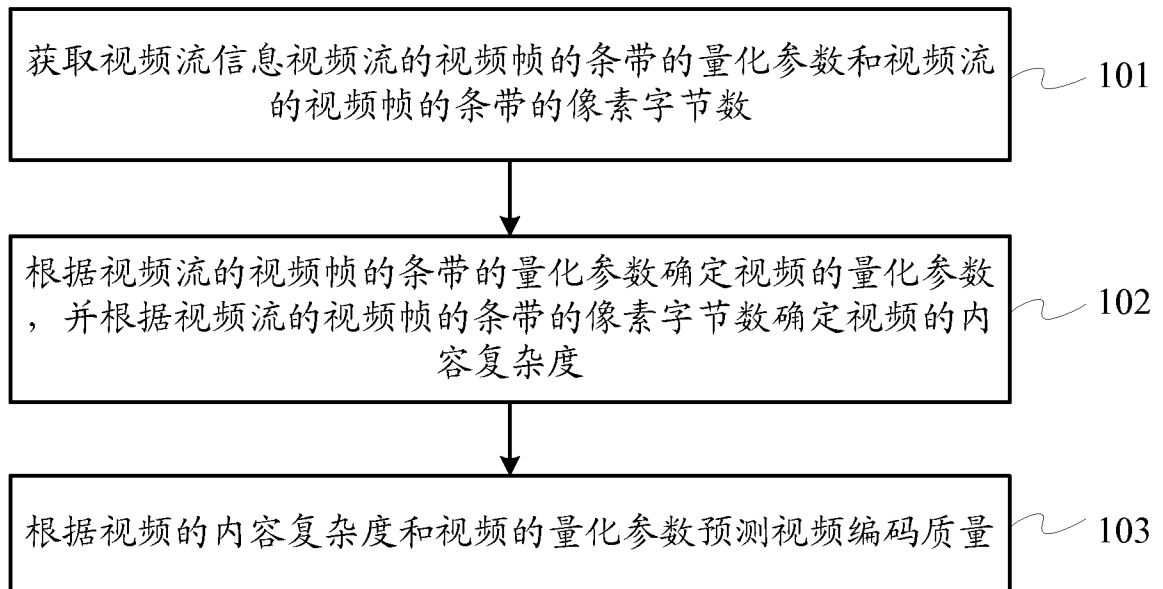 获取视频流信息视频流的视频帧的条带的量化参数和视频流
的视频帧的条带的像素字节数
101
根据视频流的视频帧的条带的量化参数确定视频的量化参数
，并根据视频流的视频帧的条带的像素字节数确定视频的内
容复杂度
102
根据视频的内容复杂度和视频的量化参数预测视频编码质量
103